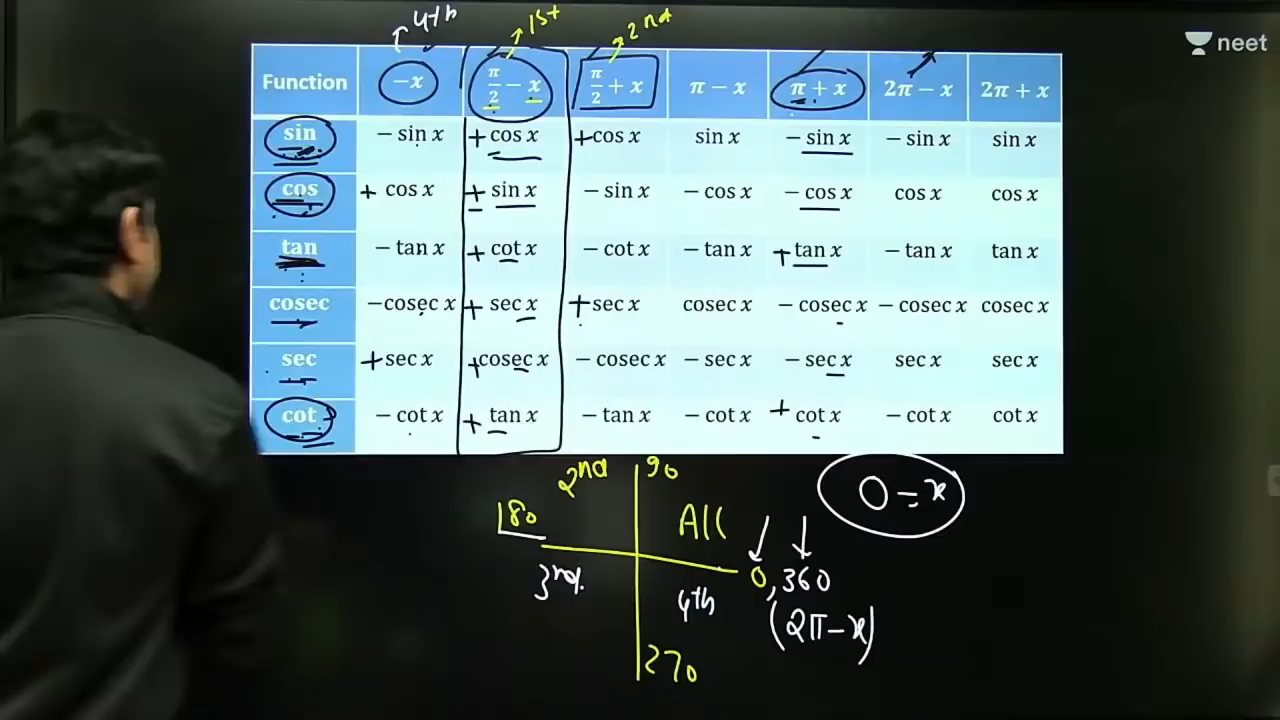 4th
1st
2nd
neet
Function −x π/2 − x π/2 + x π − x π + x 2π − x 2π + x
sin − sin x + cos x + cos x sin x − sin x − sin x sin x
cos + cos x + sin x − sin x − cos x − cos x cos x cos x
tan − tan x + cot x − cot x − tan x + tan x − tan x tan x
cosec −cosec x + sec x + sec x cosec x − cosec x − cosec x cosec x
sec + sec x + cosec x − cosec x − sec x − sec x sec x sec x
cot − cot x + tan x − tan x − cot x + cot x − cot x cot x
2nd 90
180 All 0 − x
3rd 4th 0, 360
(2π − x)
270